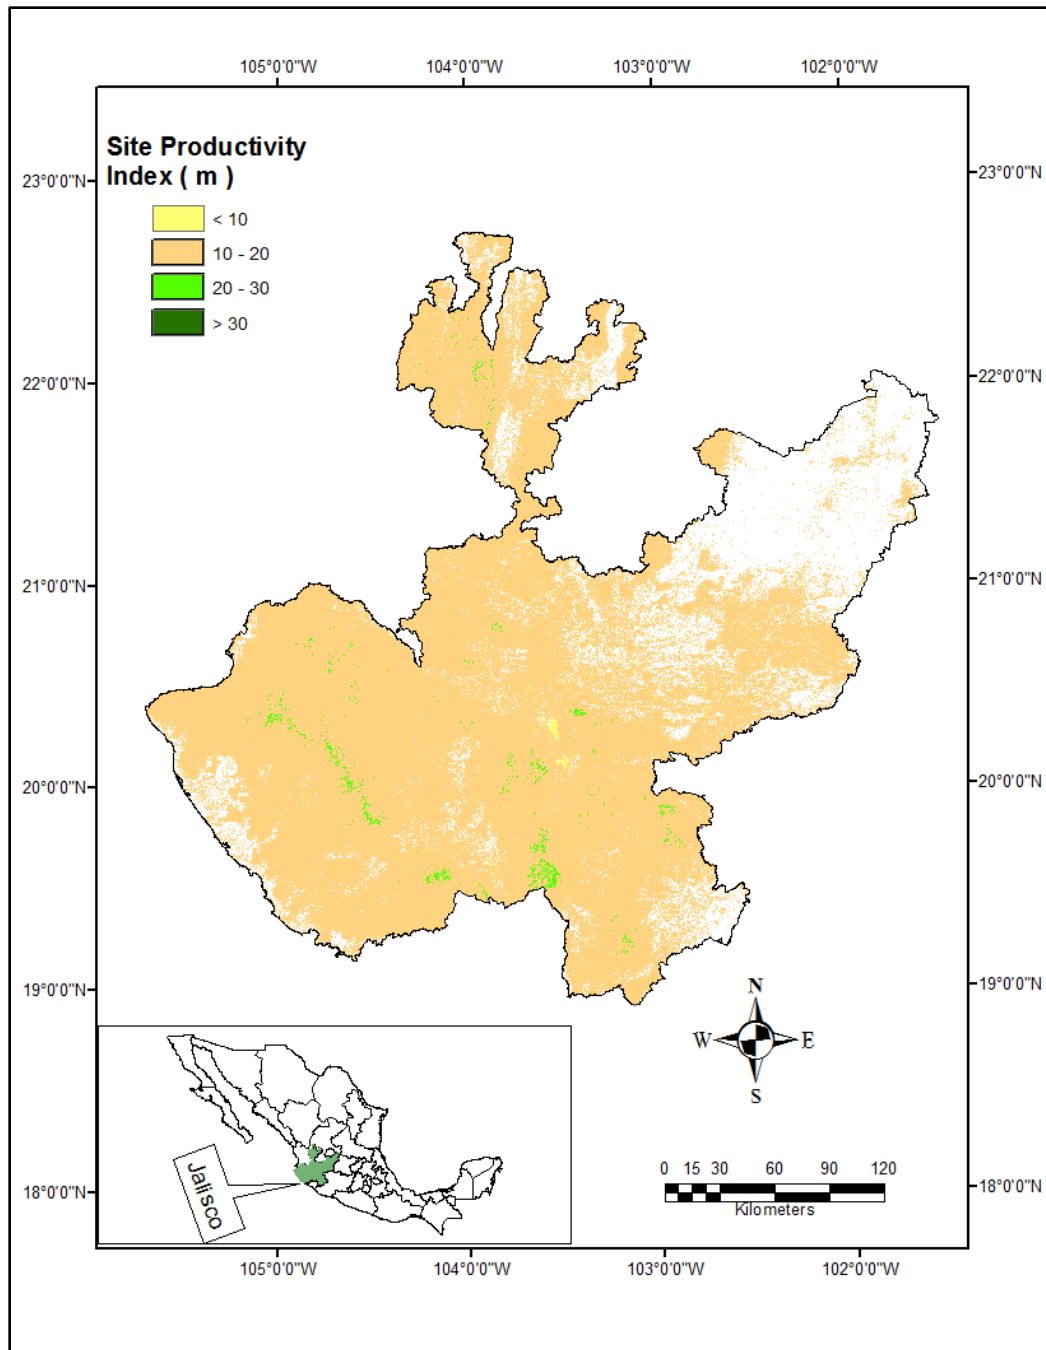 105°0'0"W 104°0'0"W 103°0'0"W 102°0'0"W
Site Productivity
Index ( m )
< 10
10 - 20
20 - 30
> 30
23°0'0"N
22°0'0"N
21°0'0"N
20°0'0"N
19°0'0"N
18°0'0"N
23°0'0"N
22°0'0"N
21°0'0"N
20°0'0"N
19°0'0"N
18°0'0"N
N
W E
S
Jalisco
0 15 30 60 90 120
Kilometers
105°0'0"W 104°0'0"W 103°0'0"W 102°0'0"W